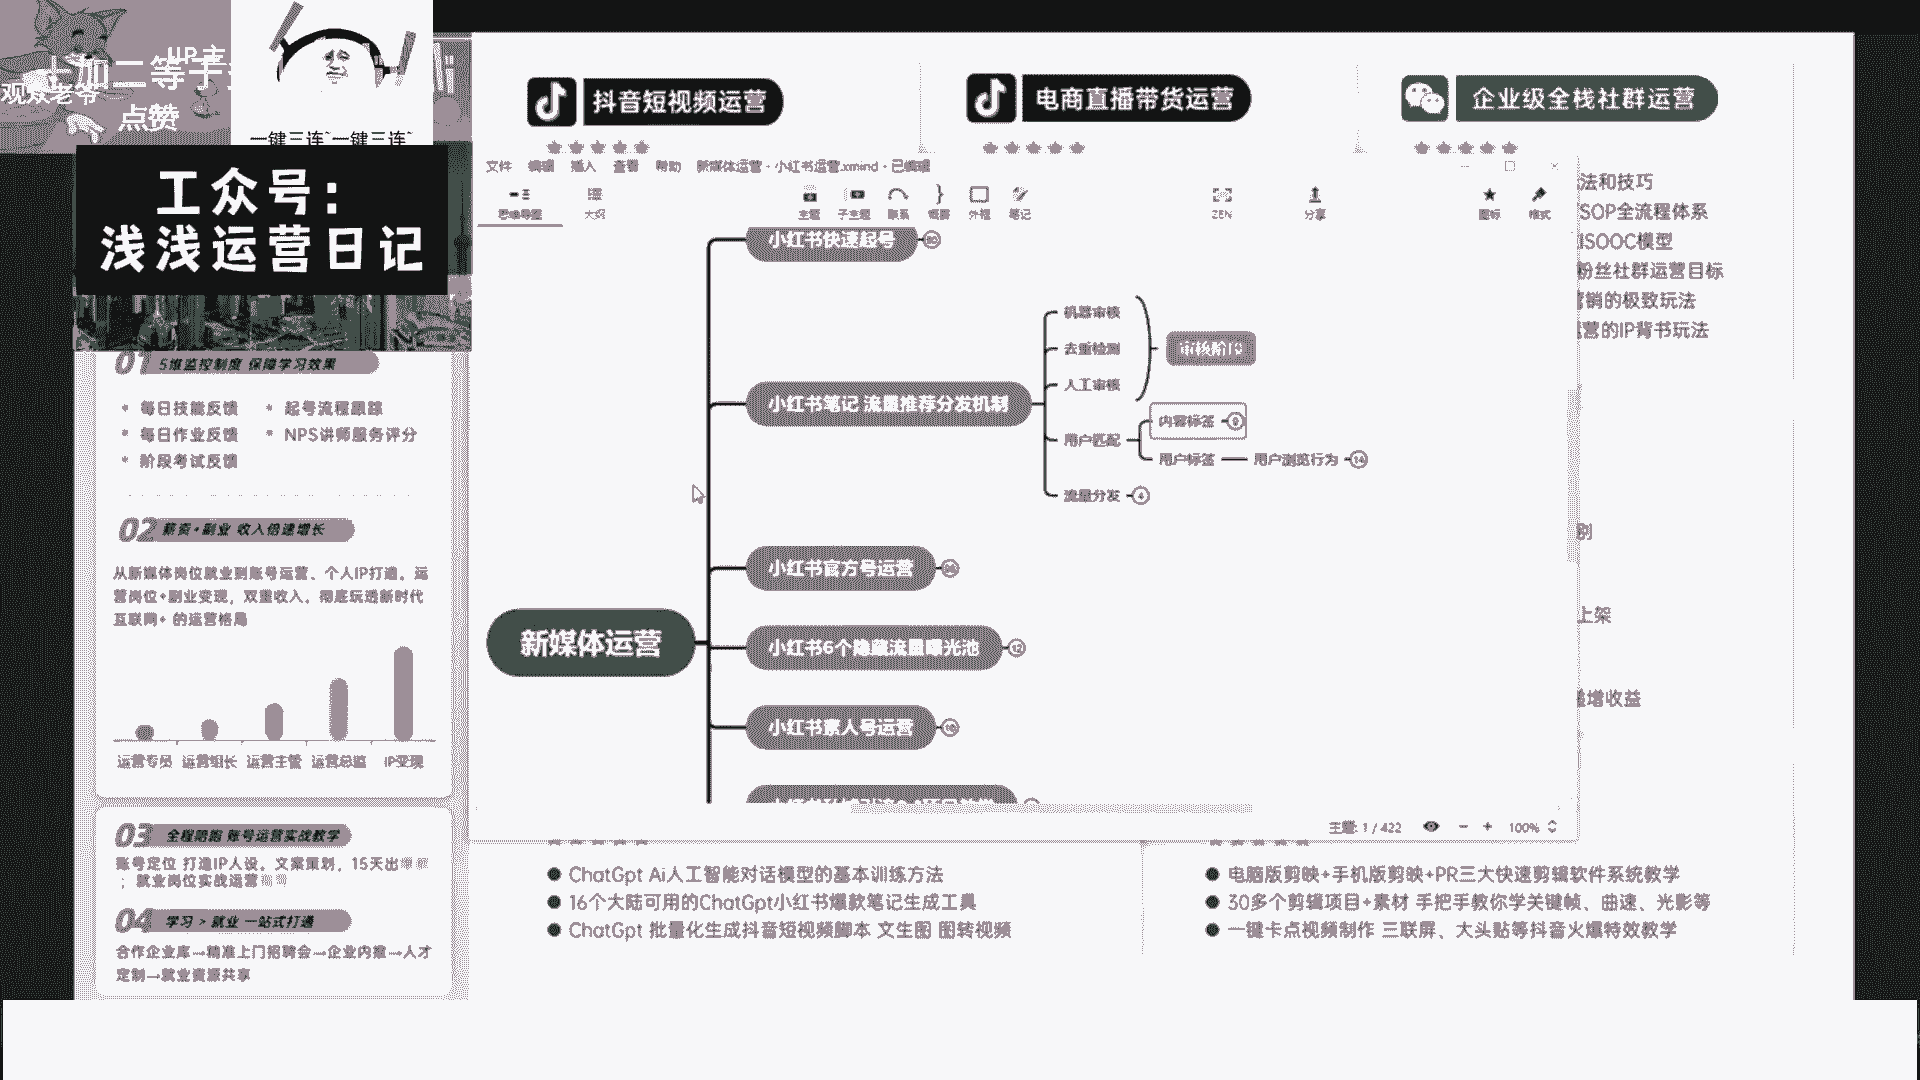 UP主
观众老爷
点赞
一键三连~一键三连~
工众号：
浅浅运营日记
01 5维监控制度 保障学习效果
每日技能反馈
起号流程跟踪
每日作业反馈
NPS讲师服务评分
阶段考试反馈
02 薪资+副业 收入倍速增长
从新媒体岗位就业到账号运营、个人IP打造。运
营岗位+副业变现，双重收入。彻底玩透新时代
互联网+ 的运营格局
运营专员 运营组长 运营主管 运营总监 IP变现
03 全程陪跑 账号运营实战教学
账号定位 打造IP人设。文案策划，15天出
；就业岗位实战运营
04 学习 > 就业 一站式打通
合作企业库→精准上门招聘会→企业内推→人才
定制→就业资源共享
抖音短视频运营
电商直播带货运营
企业级全栈社群运营
文件 编辑 插入 查看 帮助 新媒体运营 - 小红书运营.xmind - 已编辑
思维导图 大纲 主题 子主题 联系 概要 外框 笔记 ZEN 分享 图标 格式
小红书快速起号
机器审核
去重检测
人工审核
审核阶段
小红书笔记 流量推荐分发机制
用户匹配
内容标签 9
用户标签 用户浏览行为 14
流量分发 4
小红书官方号运营
小红书6个隐藏流量曝光池 12
新媒体运营
小红书素人号运营
主题: 1 / 422
100%
法和技巧
SOP全流程体系
ISOOC模型
粉丝社群运营目标
营销的极致玩法
运营的IP背书玩法
别
上架
增收益
ChatGpt Ai人工智能对话模型的基本训练方法
16个大陆可用的ChatGpt小红书爆款笔记生成工具
ChatGpt 批量化生成抖音短视频脚本 文生图 图转视频
电脑版剪映+手机版剪映+PR三大快速剪辑软件系统教学
30多个剪辑项目+素材 手把手教你学关键帧、曲速、光影等
一键卡点视频制作 三联屏、大头贴等抖音火爆特效教学